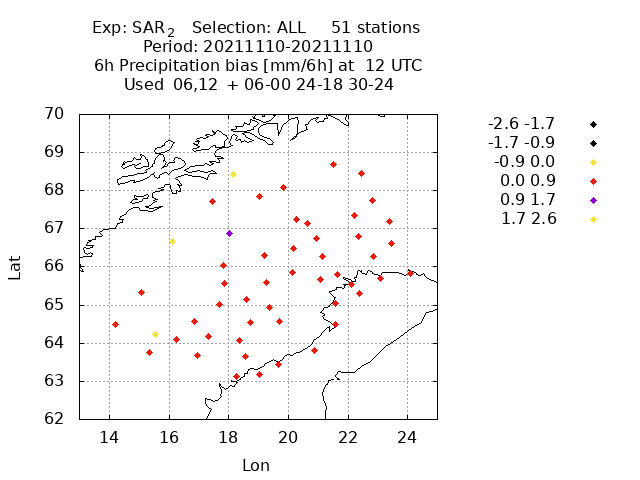 Exp: SAR2 Selection: ALL 51 stations
Period: 20211110-20211110
6h Precipitation bias [mm/6h] at 12 UTC
Used 06,12 + 06-00 24-18 30-24
70
69
68
67
66
65
64
63
62
14 16 18 20 22 24
Lat
Lon
-2.6 -1.7
-1.7 -0.9
-0.9 0.0
0.0 0.9
0.9 1.7
1.7 2.6